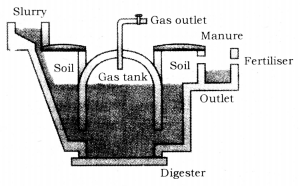 Slurry
Gas outlet
Manure
Soil
Gas tank
Soil
Fertiliser
Outlet
Digester